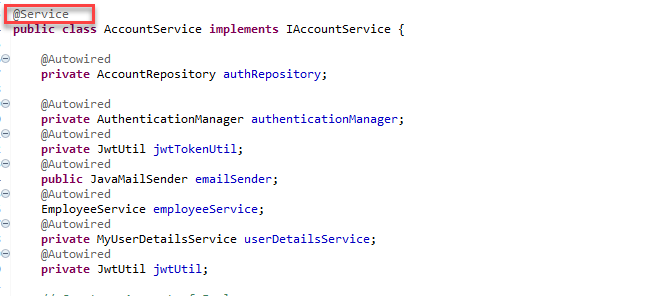 @Service
public class AccountService implements IAccountService {
@Autowired
private AccountRepository authRepository;
@Autowired
private AuthenticationManager authenticationManager;
@Autowired
private JwtUtil jwtTokenUtil;
@Autowired
public JavaMailSender emailSender;
@Autowired
EmployeeService employeeService;
@Autowired
private MyUserDetailsService userDetailsService;
@Autowired
private JwtUtil jwtUtil;